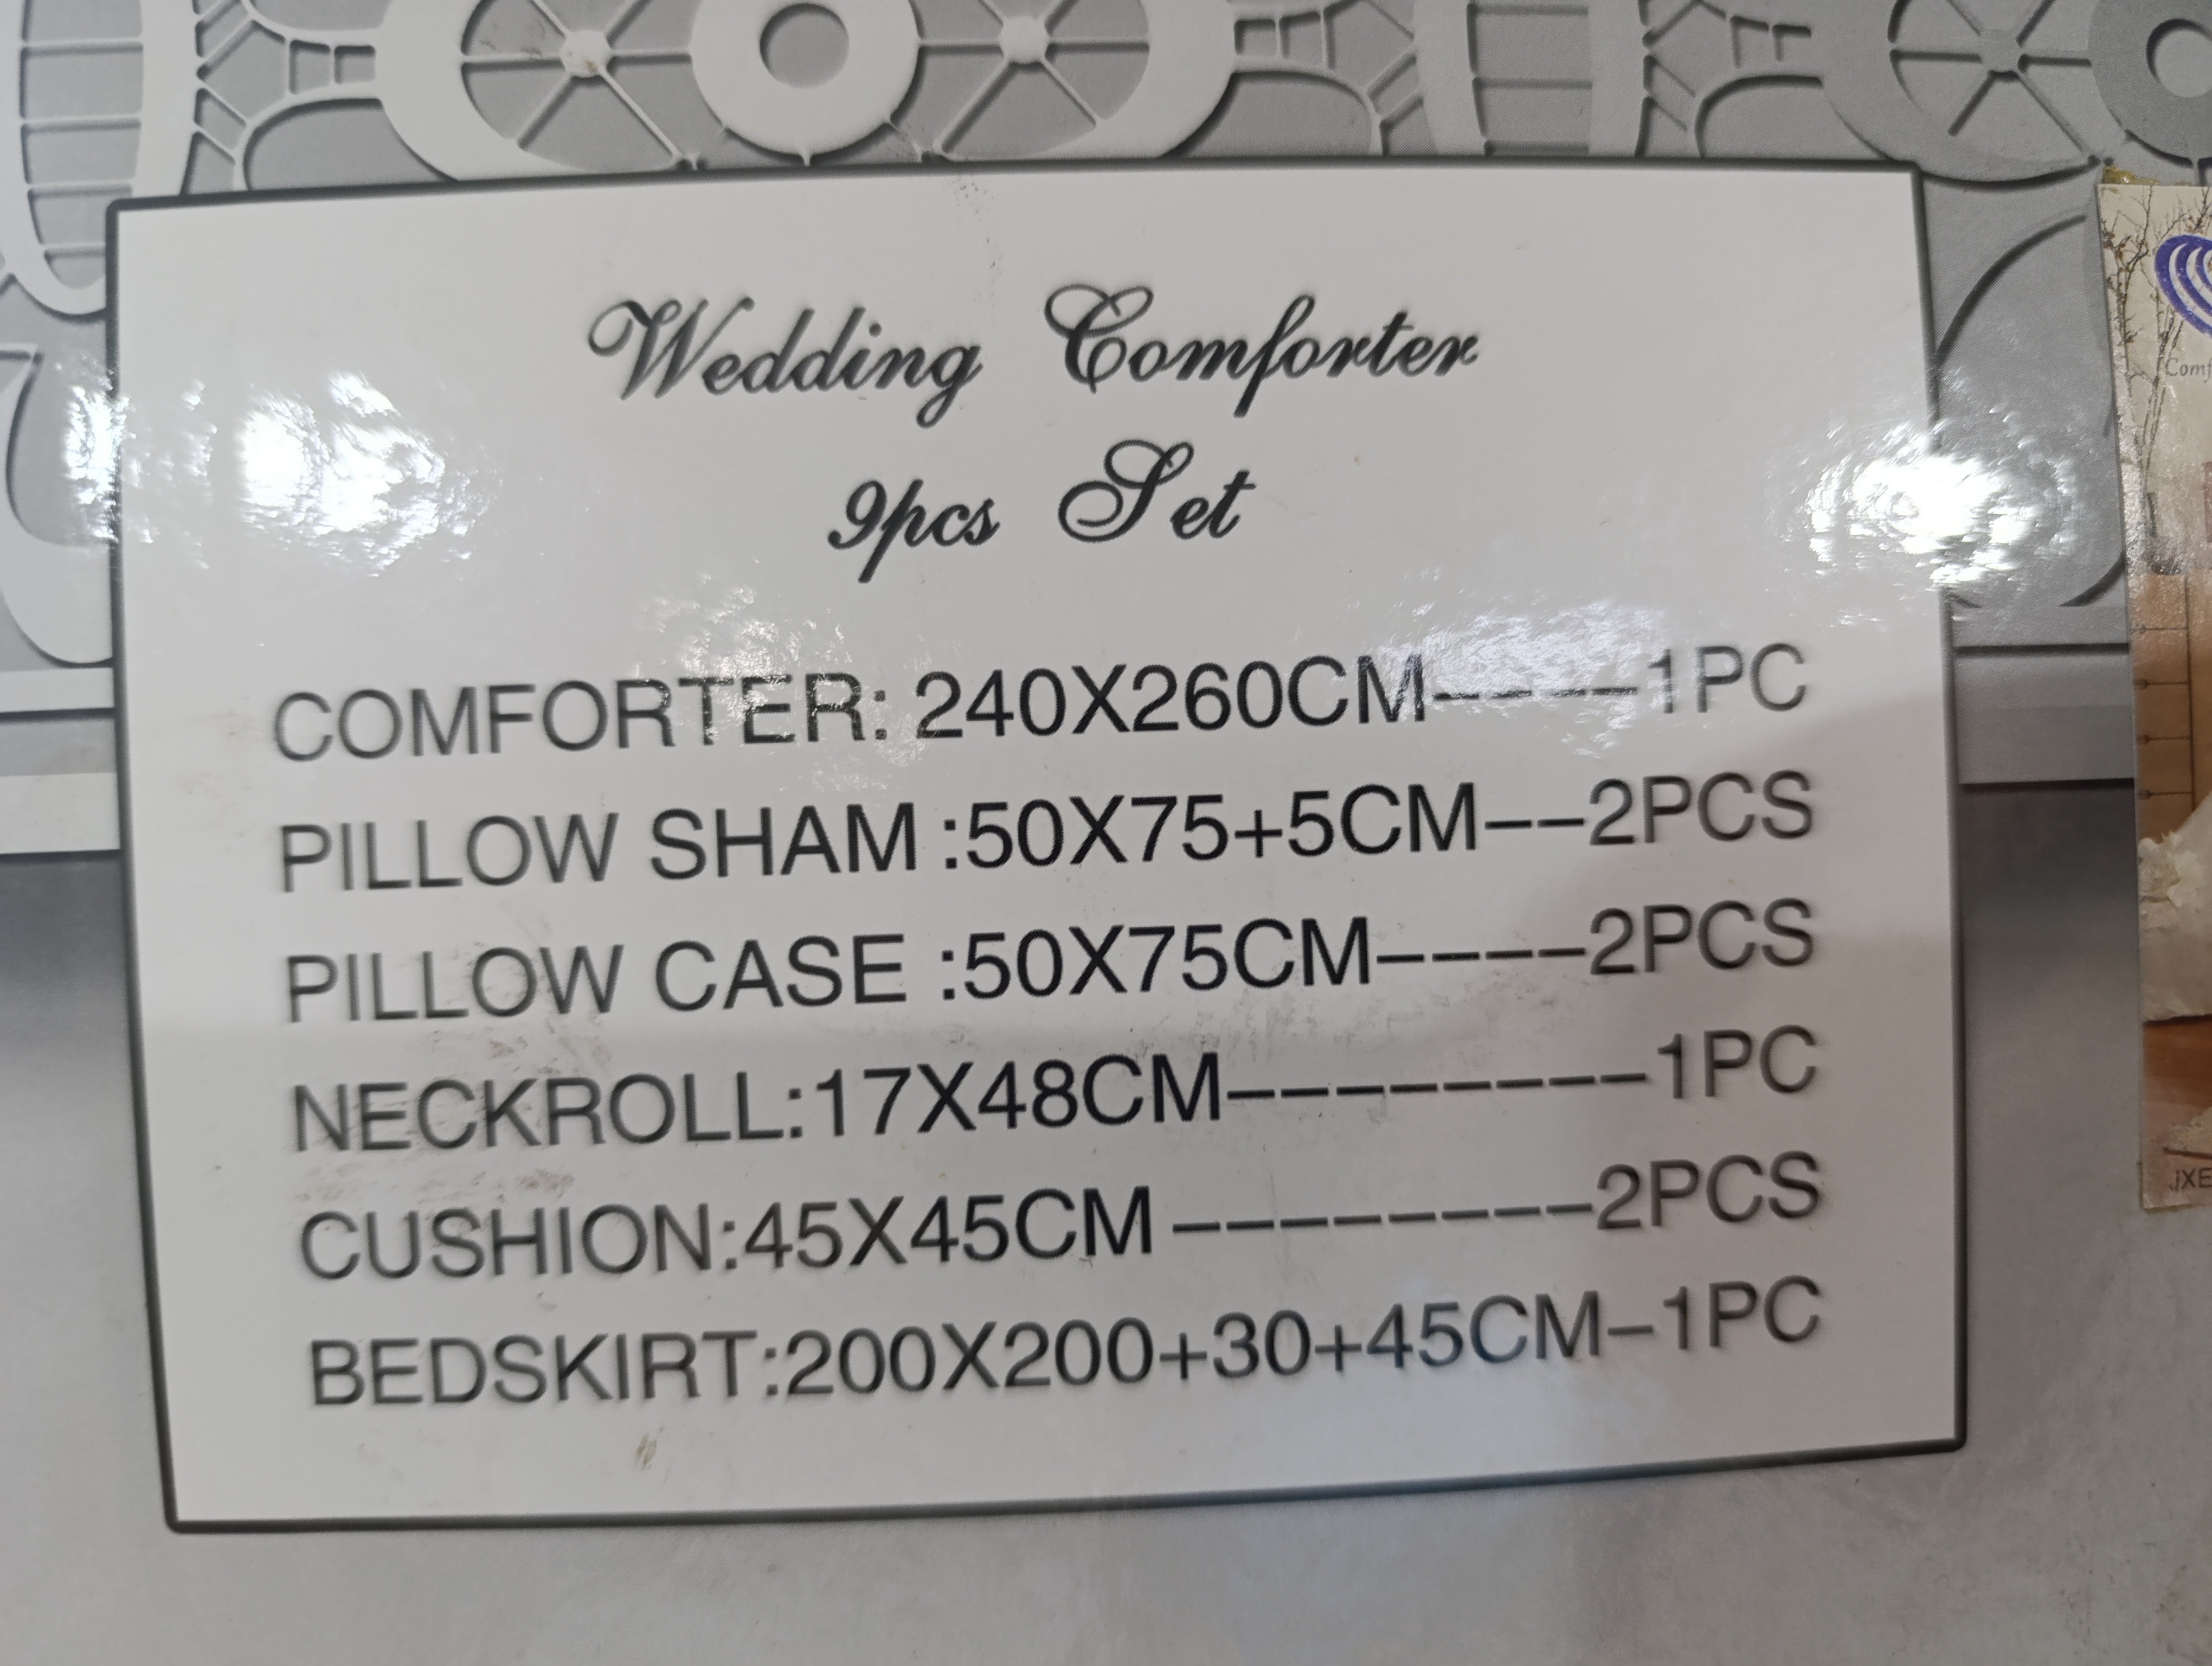 Wedding Comforter
9pcs Set
COMFORTER: 240X260CM----1PC
PILLOW SHAM :50X75+5CM--2PCS
PILLOW CASE :50X75CM----2PCS
NECKROLL:17X48CM--------1PC
CUSHION:45X45CM --------2PCS
BEDSKIRT:200X200+30+45CM-1PC